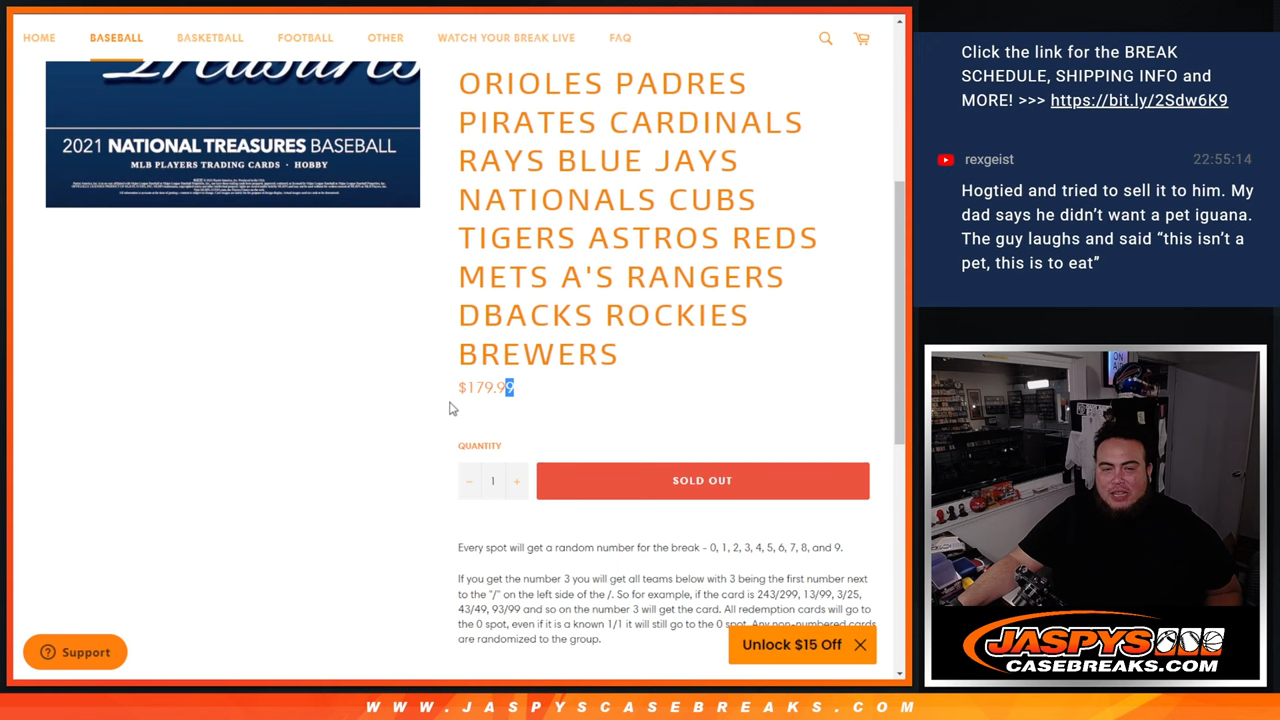 HOME BASEBALL BASKETBALL FOOTBALL OTHER WATCH YOUR BREAK LIVE FAQ
Treasures
2021 NATIONAL TREASURES BASEBALL
MLB PLAYERS TRADING CARDS · HOBBY
ORIOLES PADRES
PIRATES CARDINALS
RAYS BLUE JAYS
NATIONALS CUBS
TIGERS ASTROS REDS
METS A'S RANGERS
DBACKS ROCKIES
BREWERS
$179.99
QUANTITY
− 1 +
SOLD OUT
Every spot will get a random number for the break - 0, 1, 2, 3, 4, 5, 6, 7, 8, and 9.
If you get the number 3 you will get all teams below with 3 being the first number next
to the "/" on the left side of the /. So for example, if the card is 243/299, 13/99, 3/25,
43/49, 93/99 and so on the number 3 will get the card. All redemption cards will go to
the 0 spot, even if it is a known 1/1 it will still go to the 0 spot. Any non-numbered cards
are randomized to the group.
Support
Unlock $15 Off
Click the link for the BREAK
SCHEDULE, SHIPPING INFO and
MORE! >>> https://bit.ly/2Sdw6K9
rexgeist 22:55:14
Hogtied and tried to sell it to him. My
dad says he didn't want a pet iguana.
The guy laughs and said "this isn't a
pet, this is to eat"
ON
AIR
JASPYS
CASEBREAKS.COM
WWW.JASPYSCASEBREAKS.COM